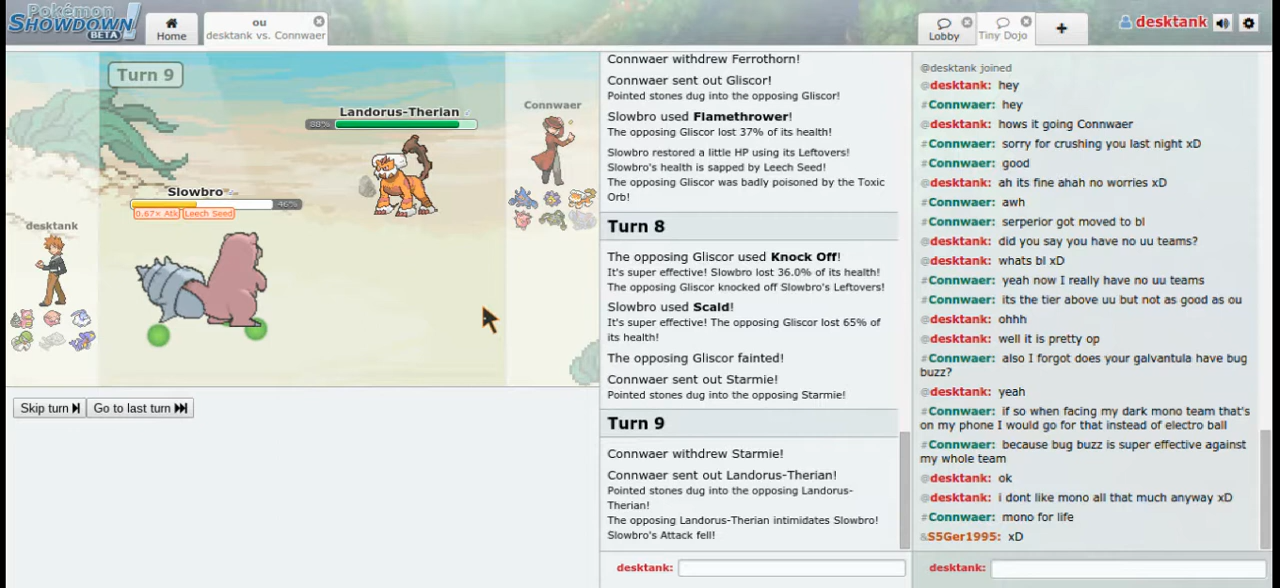 Pokémon
SHOWDOWN!
BETA
Home
ou
desktank vs. Connwaer
Lobby
Tiny Dojo
+
desktank
Turn 9
Landorus-Therian
88%
Connwaer
Slowbro
46%
0.67× Atk Leech Seed
desktank
Skip turn
Go to last turn
Connwaer withdrew Ferrothorn!
Connwaer sent out Gliscor!
Pointed stones dug into the opposing Gliscor!
Slowbro used Flamethrower!
The opposing Gliscor lost 37% of its health!
Slowbro restored a little HP using its Leftovers!
Slowbro's health is sapped by Leech Seed!
The opposing Gliscor was badly poisoned by the Toxic
Orb!
Turn 8
The opposing Gliscor used Knock Off!
It's super effective! Slowbro lost 36.0% of its health!
The opposing Gliscor knocked off Slowbro's Leftovers!
Slowbro used Scald!
It's super effective! The opposing Gliscor lost 65% of
its health!
The opposing Gliscor fainted!
Connwaer sent out Starmie!
Pointed stones dug into the opposing Starmie!
Turn 9
Connwaer withdrew Starmie!
Connwaer sent out Landorus-Therian!
Pointed stones dug into the opposing Landorus-
Therian!
The opposing Landorus-Therian intimidates Slowbro!
Slowbro's Attack fell!
desktank:
@desktank joined
@desktank: hey
#Connwaer: hey
@desktank: hows it going Connwaer
#Connwaer: sorry for crushing you last night xD
#Connwaer: good
@desktank: ah its fine ahah no worries xD
#Connwaer: awh
#Connwaer: serperior got moved to bl
@desktank: did you say you have no uu teams?
@desktank: whats bl xD
#Connwaer: yeah now I really have no uu teams
#Connwaer: its the tier above uu but not as good as ou
@desktank: ohhh
@desktank: well it is pretty op
#Connwaer: also I forgot does your galvantula have bug
buzz?
@desktank: yeah
#Connwaer: if so when facing my dark mono team that's
on my phone I would go for that instead of electro ball
#Connwaer: because bug buzz is super effective against
my whole team
@desktank: ok
@desktank: i dont like mono all that much anyway xD
#Connwaer: mono for life
&S5Ger1995: xD
desktank: